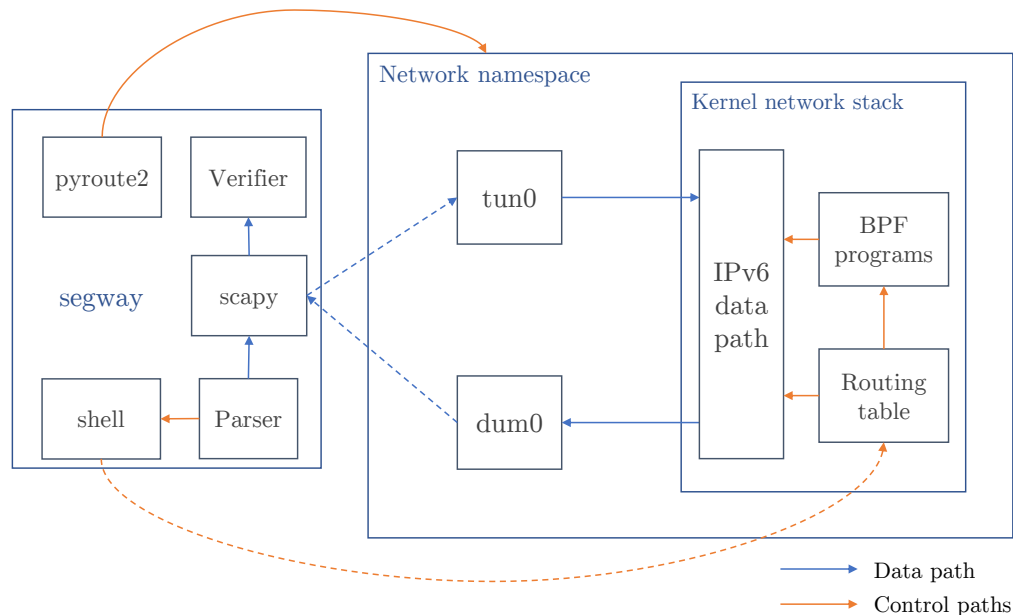 Network namespace
Kernel network stack
pyroute2
Verifier
segway
scapy
shell
Parser
tun0
dum0
IPv6
data
path
BPF
programs
Routing
table
Data path
Control paths